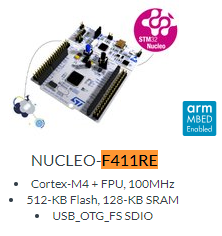 STM32
Nucleo
ST
arm
MBED
Enabled
NUCLEO-F411RE
• Cortex-M4 + FPU, 100MHz
• 512-KB Flash, 128-KB SRAM
• USB_OTG_FS SDIO